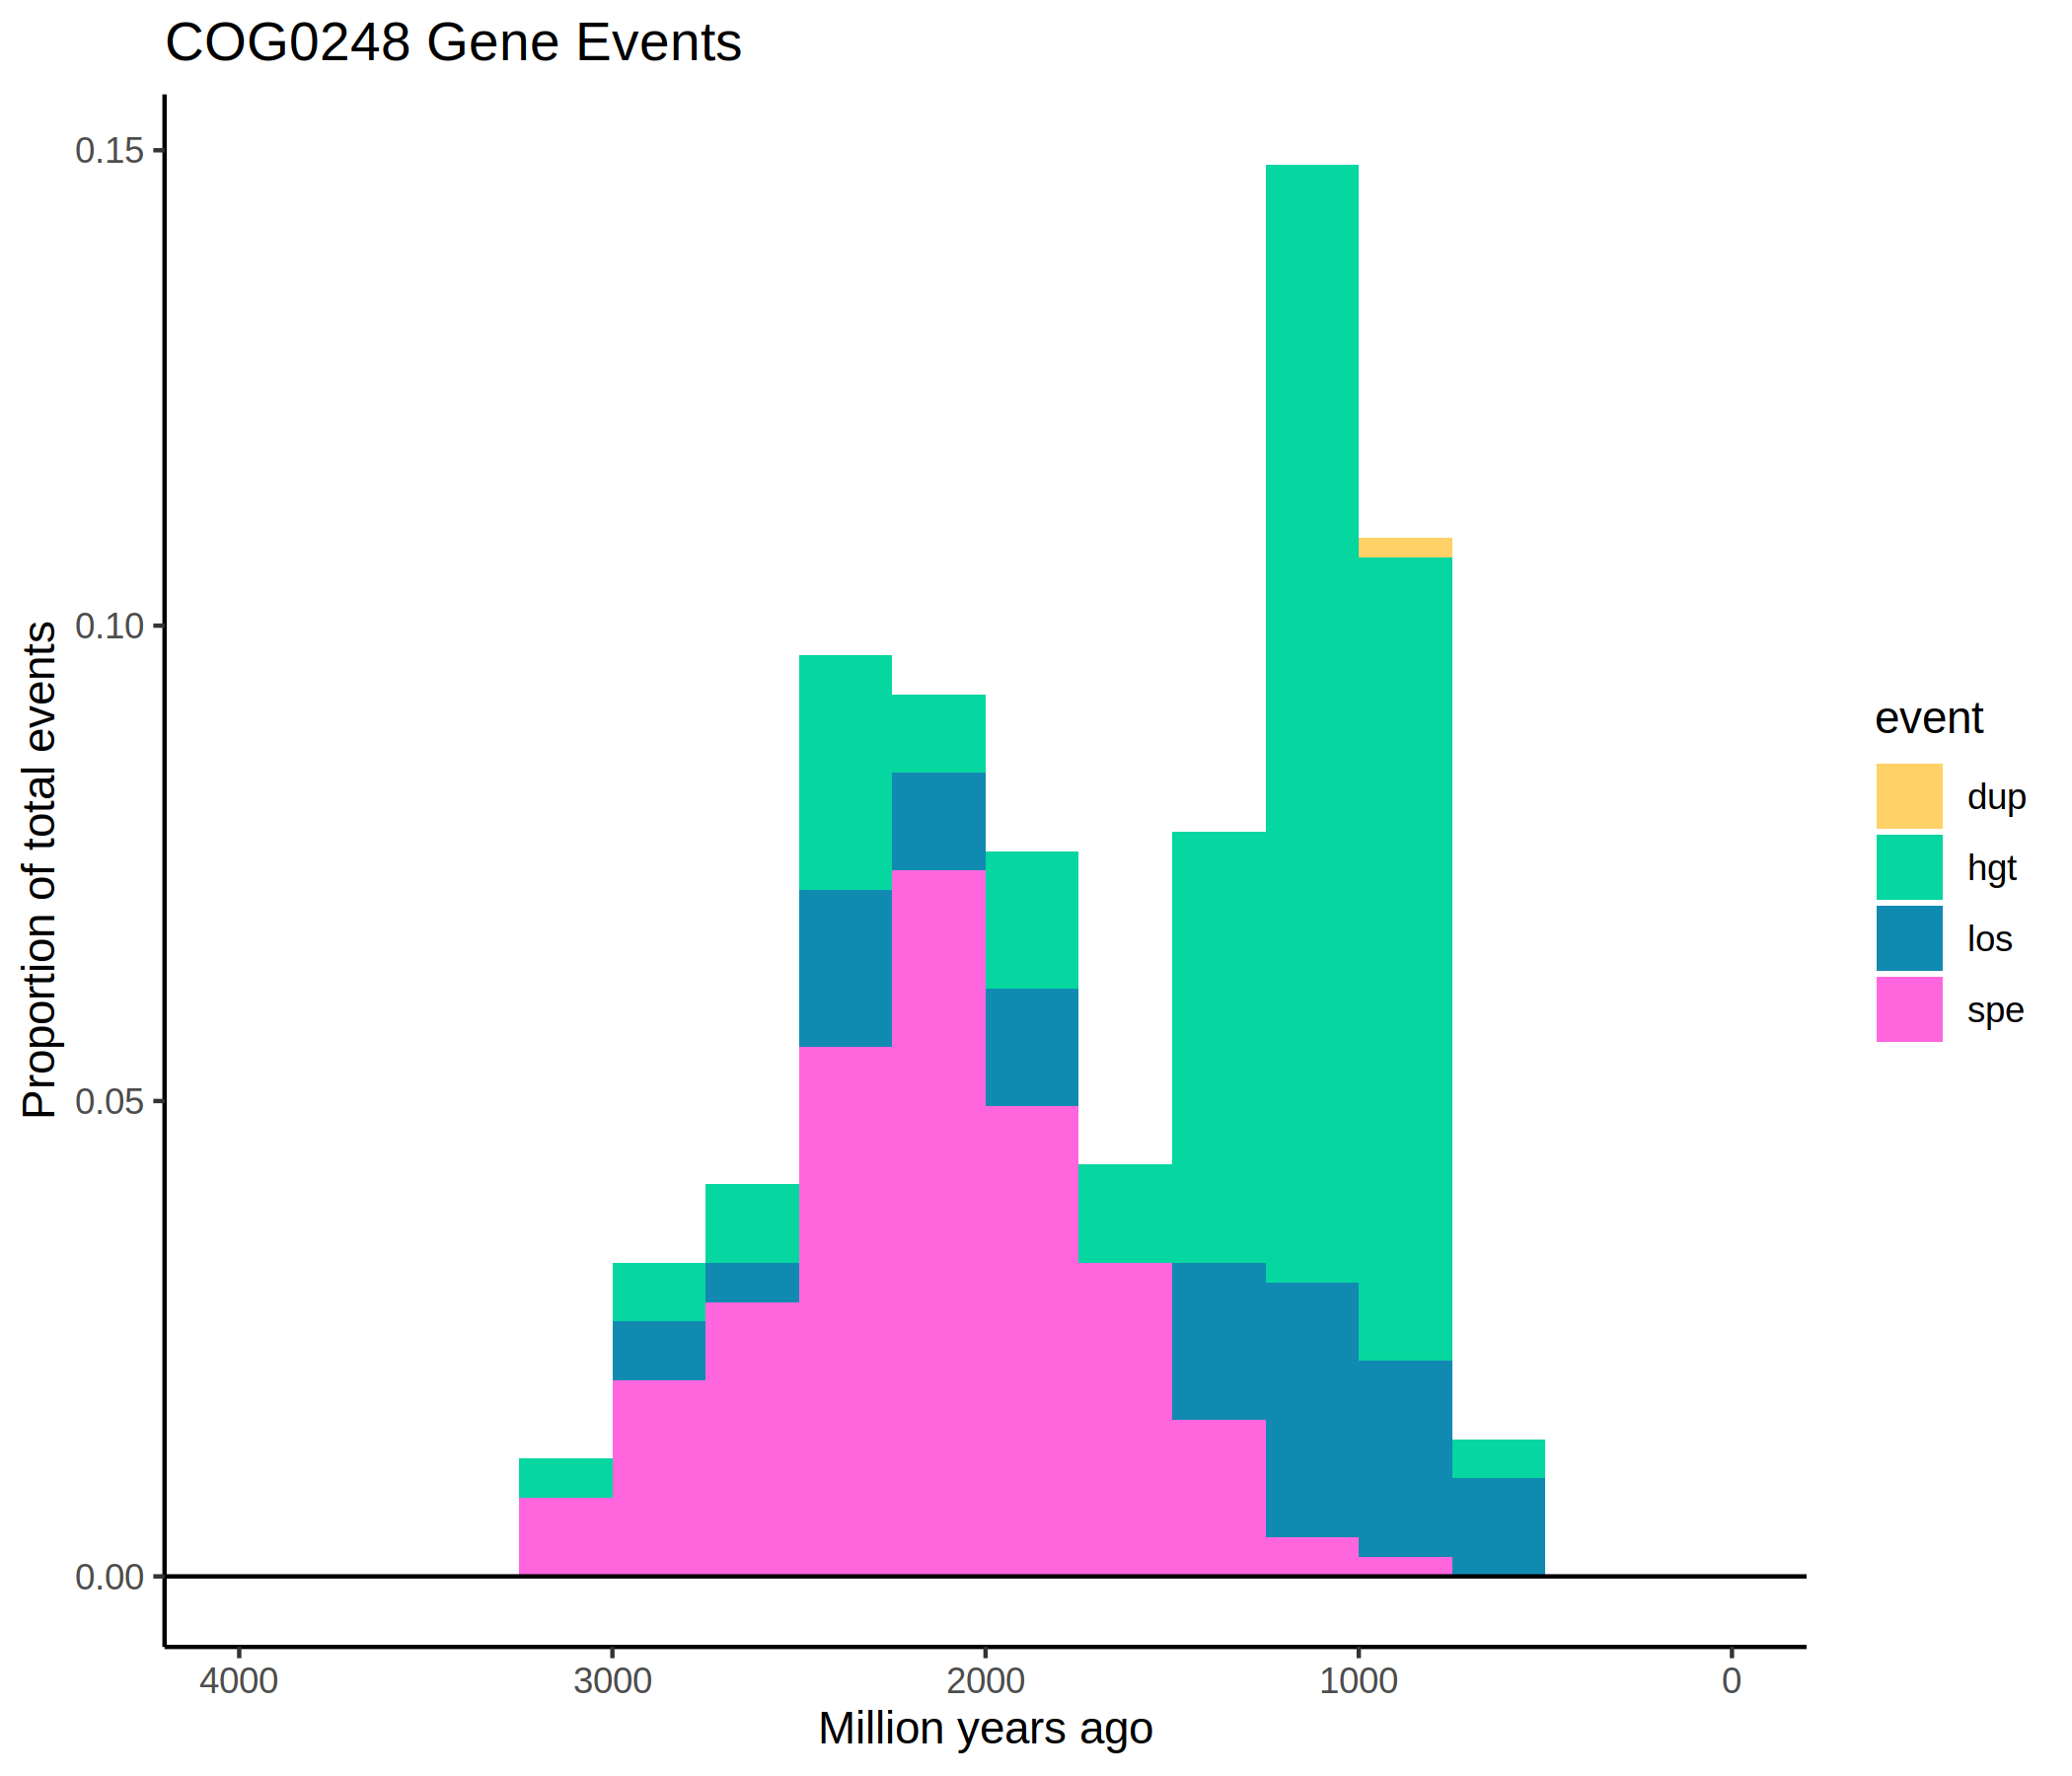 COG0248 Gene Events
Proportion of total events
0.15
0.10
0.05
0.00
4000 3000 2000 1000 0
Million years ago
event
dup
hgt
los
spe